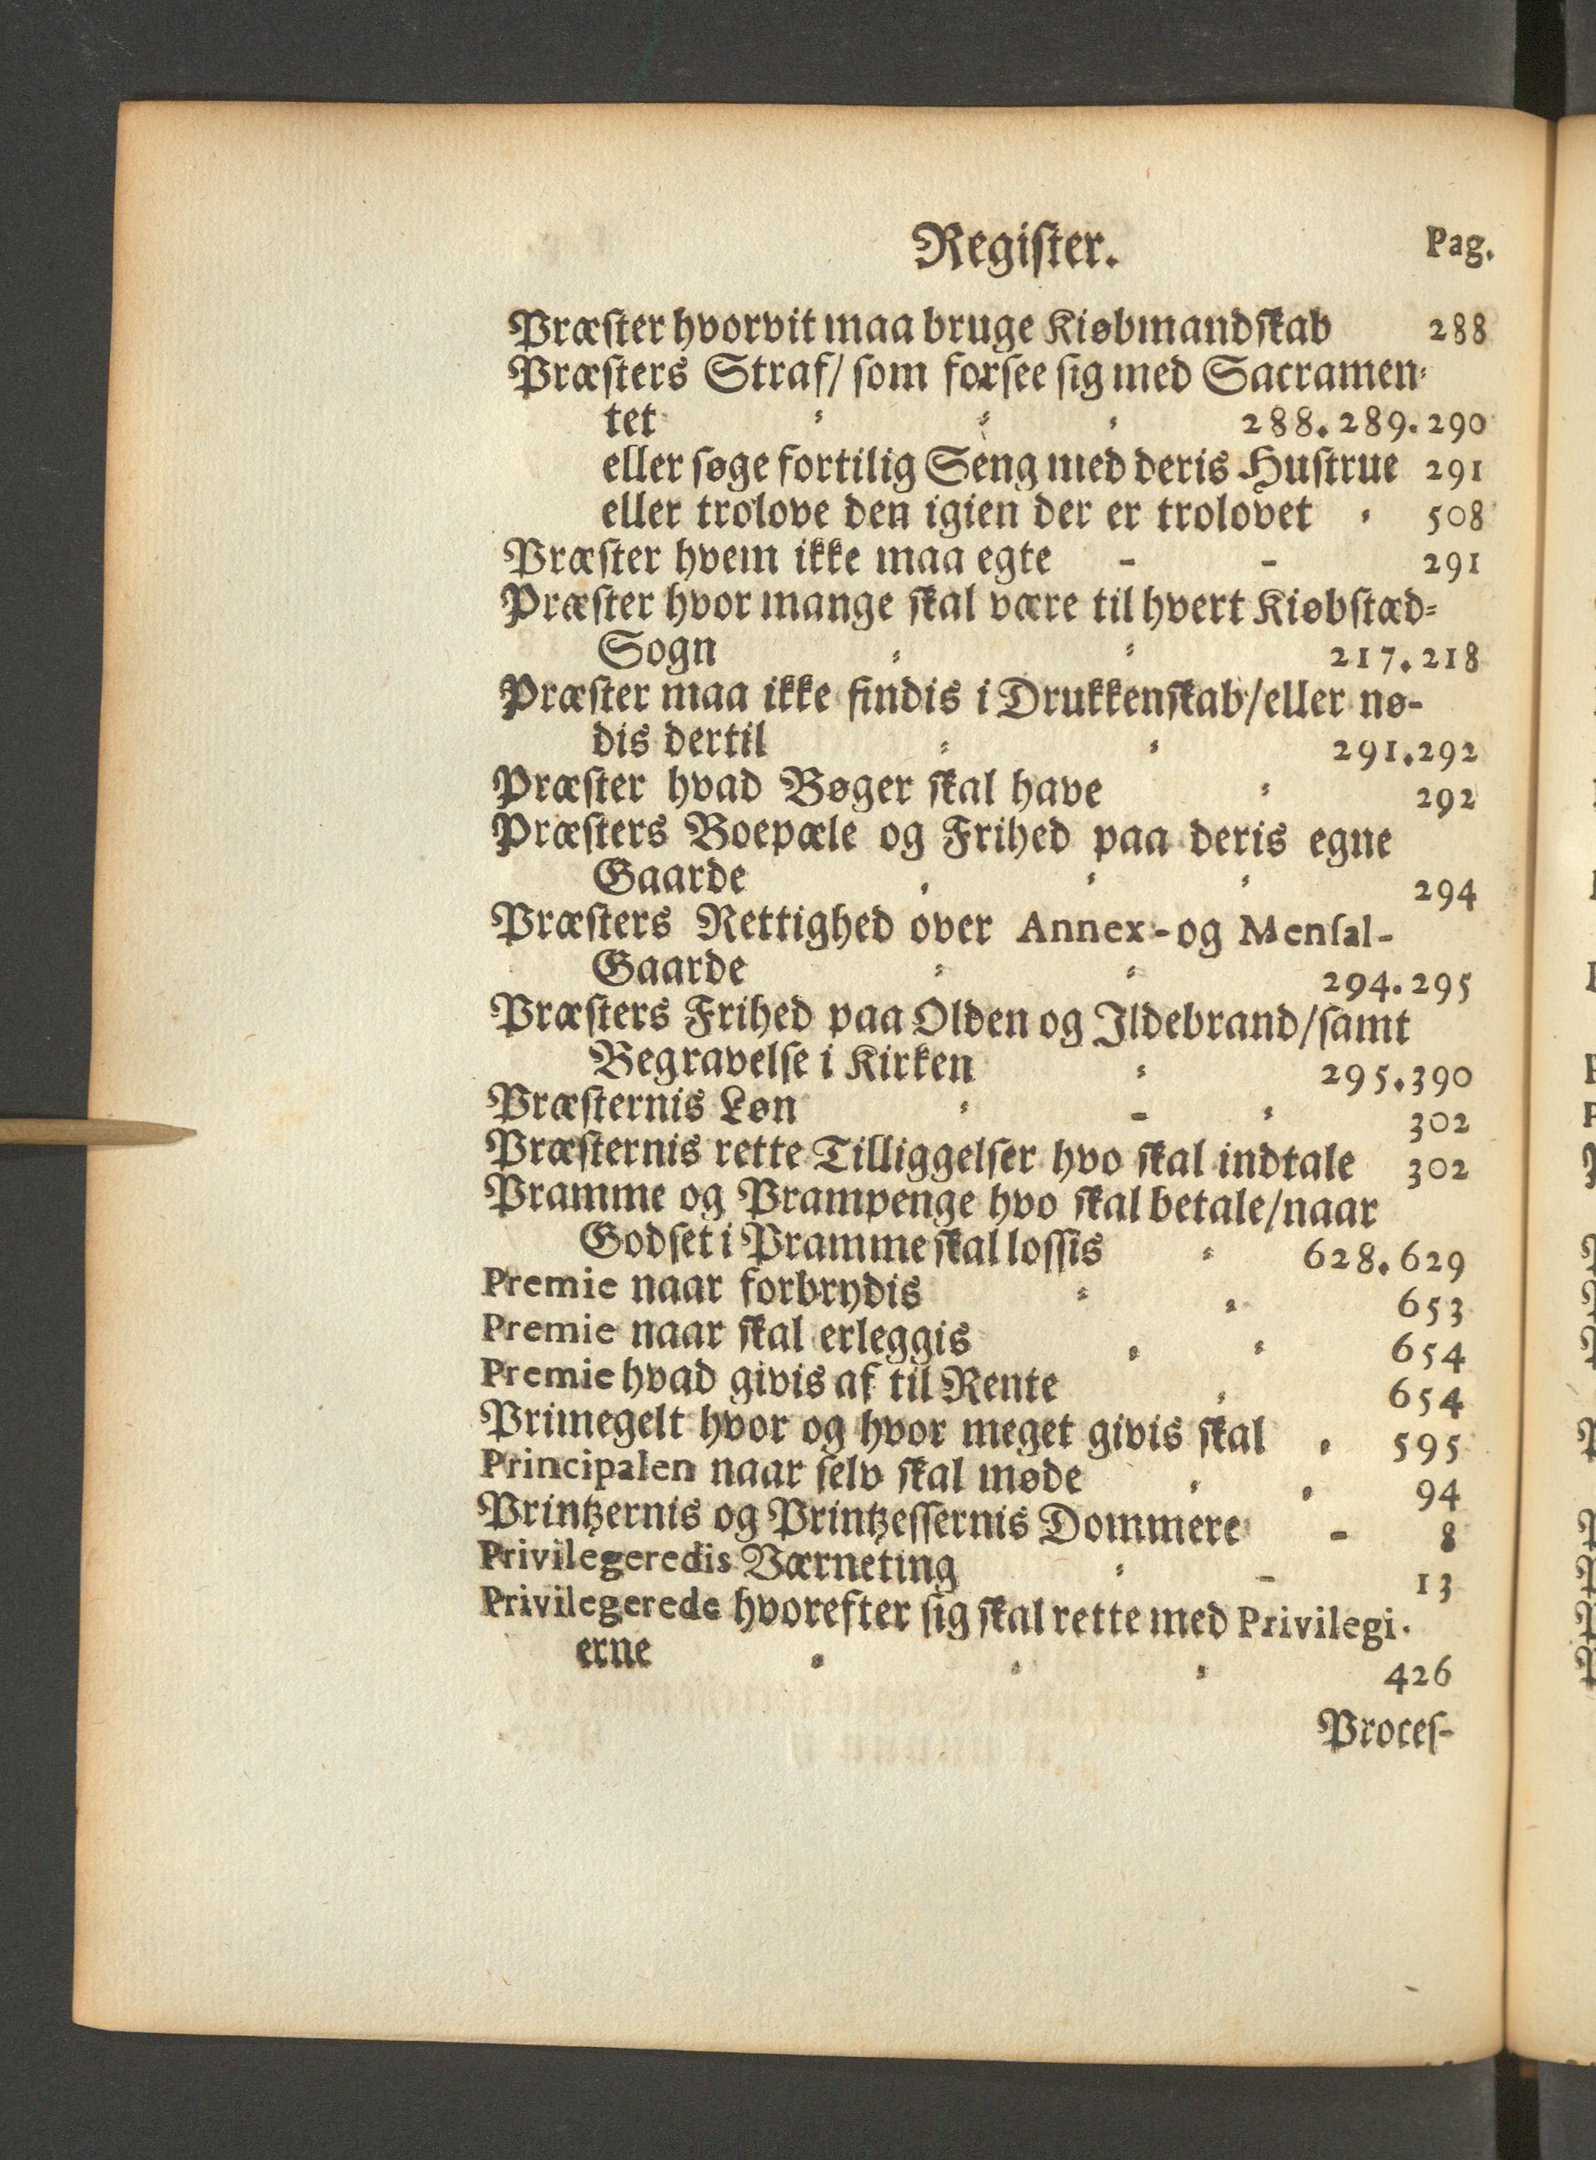 Register. Pag.
Præster hvorvit maa bruge Kiøbmandskab 288
Præsters Straf/ som forsee sig med Sacramen-
tet - - - 288. 289. 290
eller søge fortilig Seng med deris Hustrue 291
eller trolove den igien der er trolovet - 508
Præster hvem ikke maa egte - - 291
Præster hvor mange skal være til hvert Kiøbstæd-
Sogn - - 217. 218
Præster maa ikke findis i Drukkenskab/eller nø-
dis dertil - - 291.292
Præster hvad Bøger skal have - 292
Præsters Boepæle og Frihed paa deris egne
Gaarde - - - 294
Præsters Rettighed over Annex-og Mensal-
Gaarde - - 294. 295
Præsters Frihed paa Olden og Ildebrand/samt
Begravelse i Kirken - 295.390
Præsternis Løn - - - 302
Præsternis rette Tilliggelser hvo skal indtale 302
Pramme og Prampenge hvo skal betale/naar
Godset i Pramme skal lossis - 628. 629
Premie naar forbrydis - - 653
Premie naar skal erleggis - - 654
Premie hvad givis af til Rente - 654
Primegelt hvor og hvor meget givis skal - 595
Principalen naar selv skal møde - - 94
Printzernis og Printzessernis Dommere - 8
Privilegeredis Værneting - - 13
Privilegerede hvorefter sig skal rette med Privilegi-
erne - - - 426
Proces-